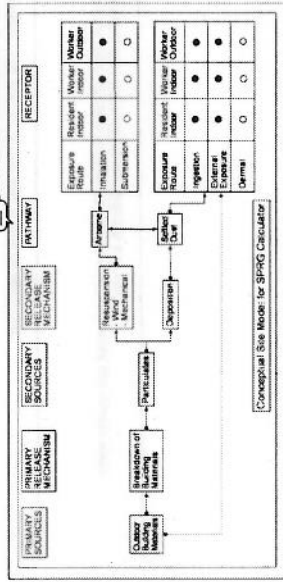 PRIMARY
SOURCES
PRIMARY
RELEASE
MECHANISM
SECONDARY
SOURCES
SECONDARY
RELEASE
MECHANISM
PATHWAY
RECEPTOR
Outdoor
Building
Materials
Breakdown of
Building
Materials
Particulates
Resuspension
- Wind
- Mechanical
Deposition
Airborne
Settled
Dust
Exposure
Route
Resident
Indoor
Worker
Indoor
Worker
Outdoor
Inhalation
Submersion
Exposure
Route
Resident
Indoor
Worker
Indoor
Worker
Outdoor
Ingestion
External
Exposure
Dermal
Conceptual Site Model for SPRG Calculator